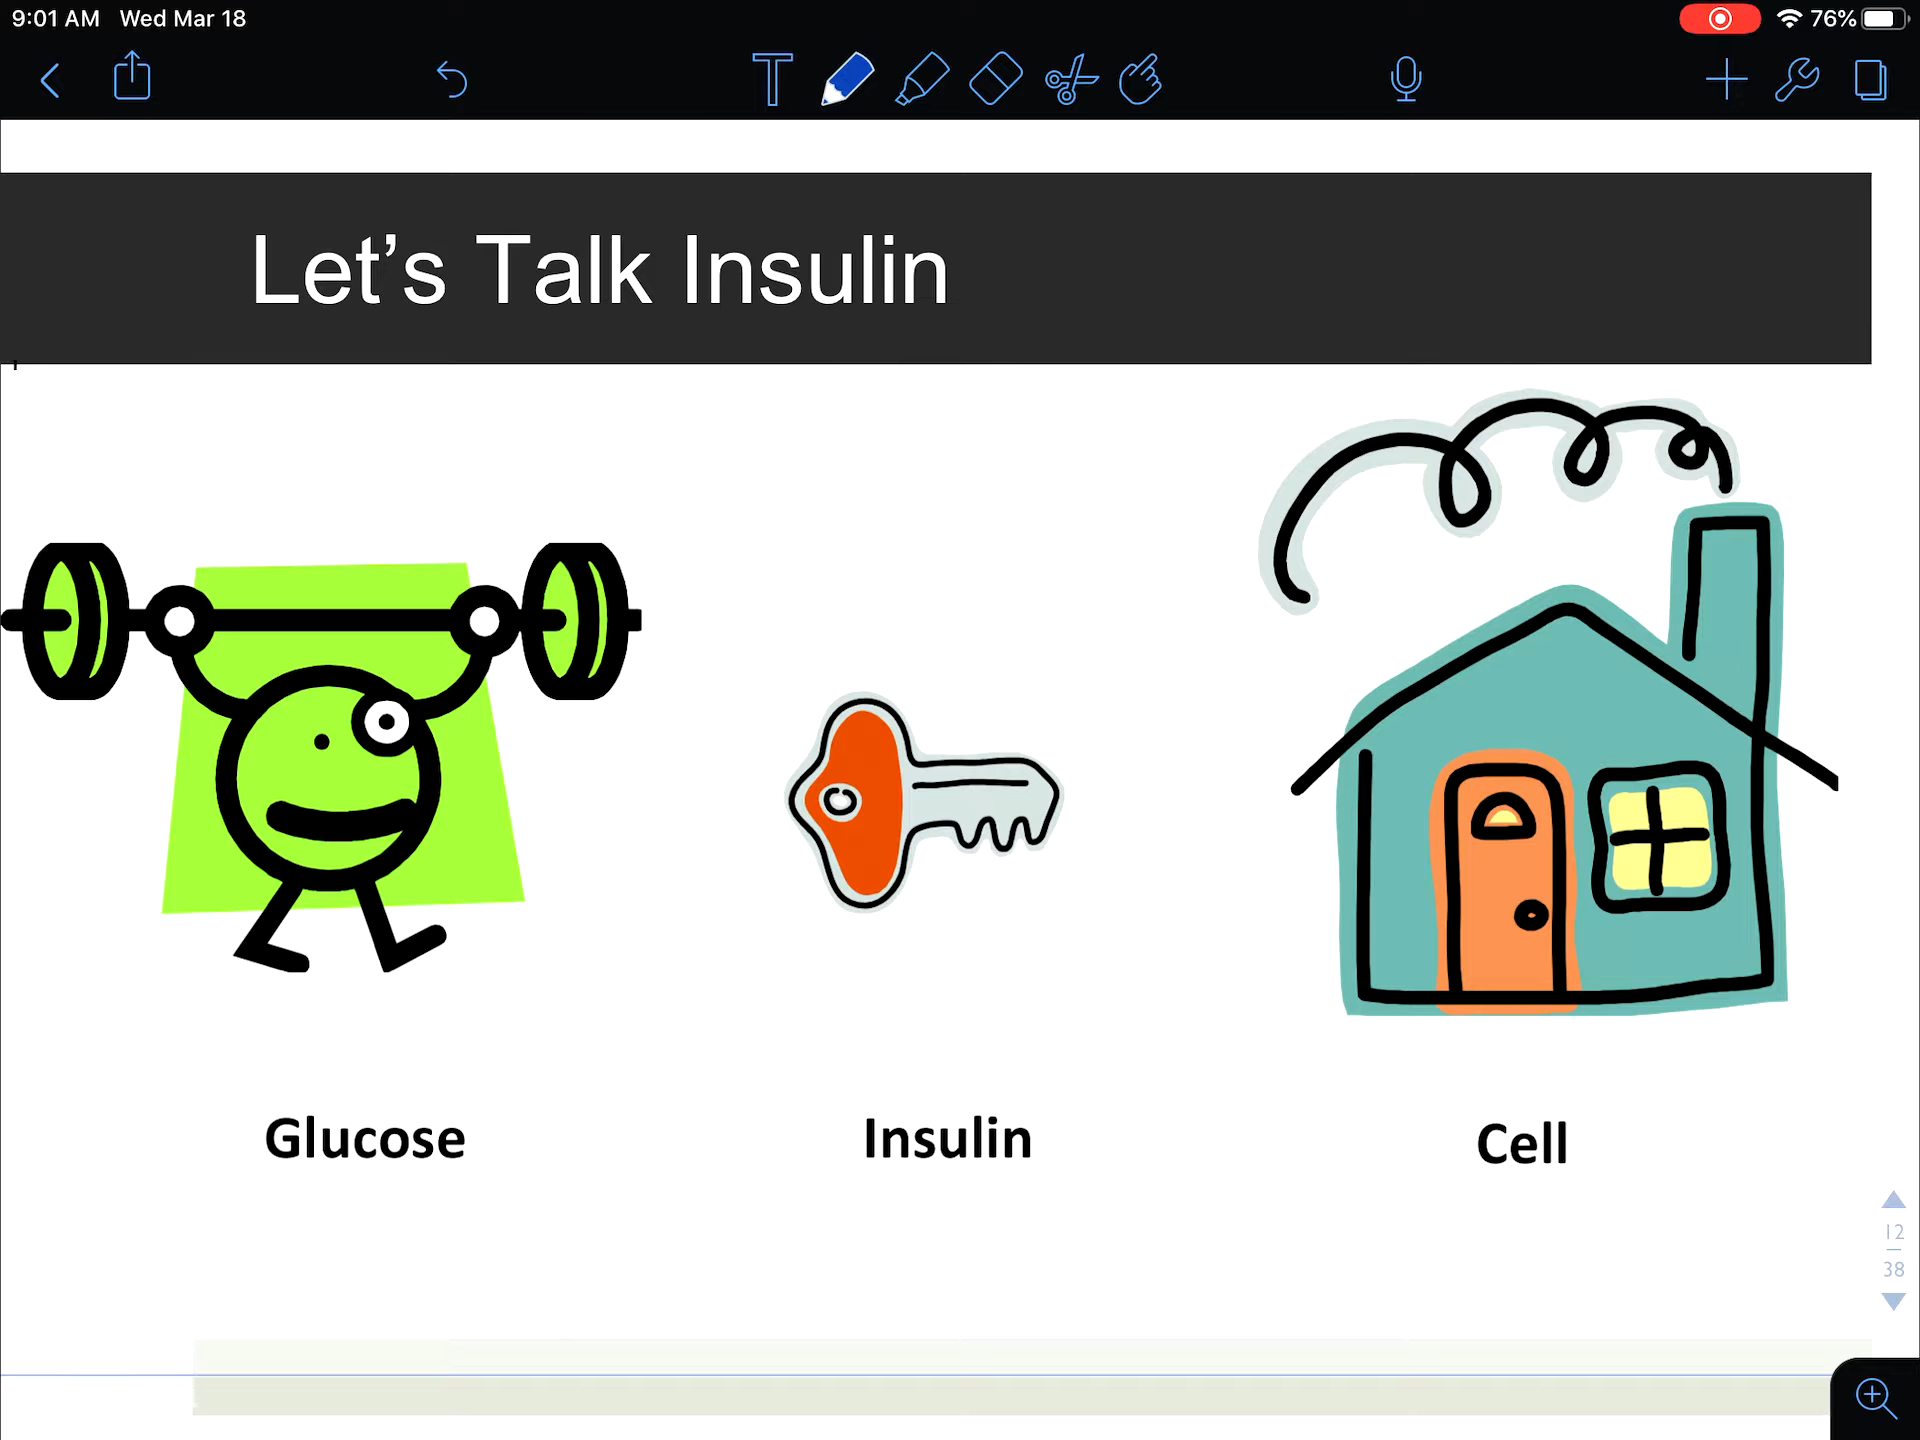 9:01 AM Wed Mar 18
76%
Let’s Talk Insulin
Glucose
Insulin
Cell
12
38